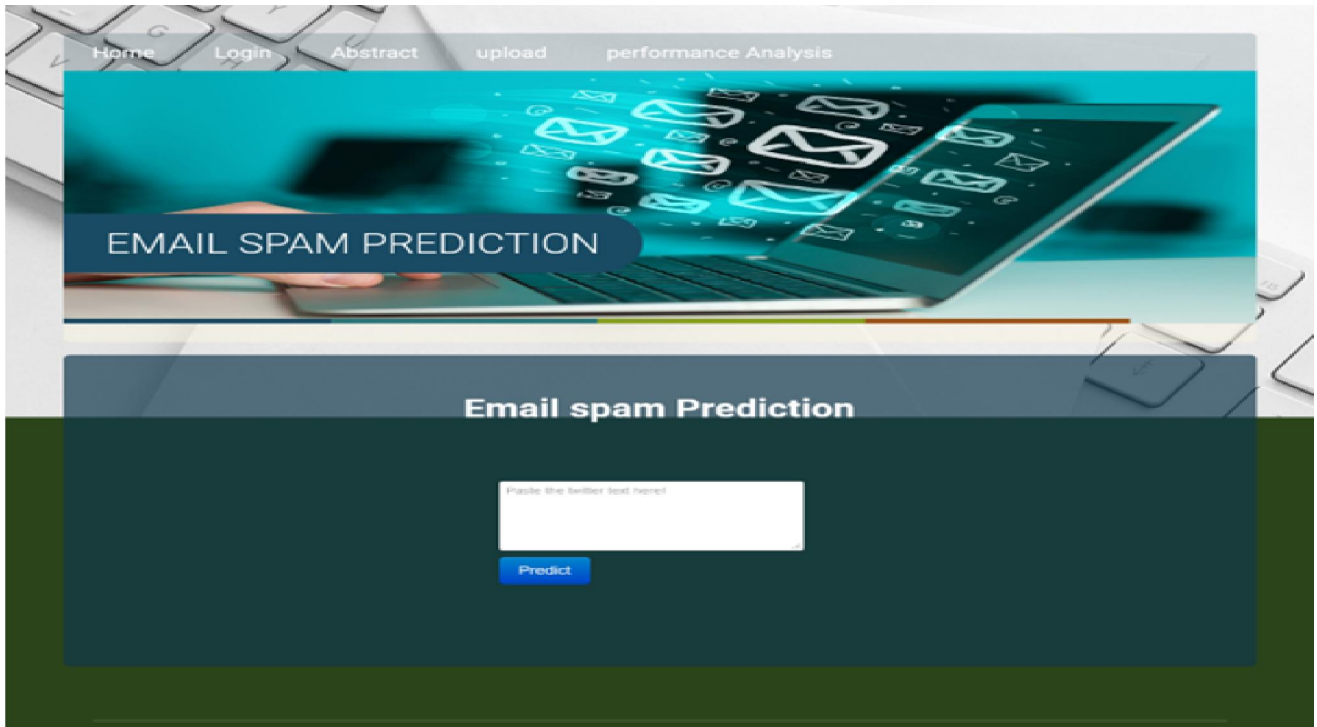 Home Login Abstract upload performance Analysis
EMAIL SPAM PREDICTION
Email spam Prediction
Paste the twitter text here!
Predict